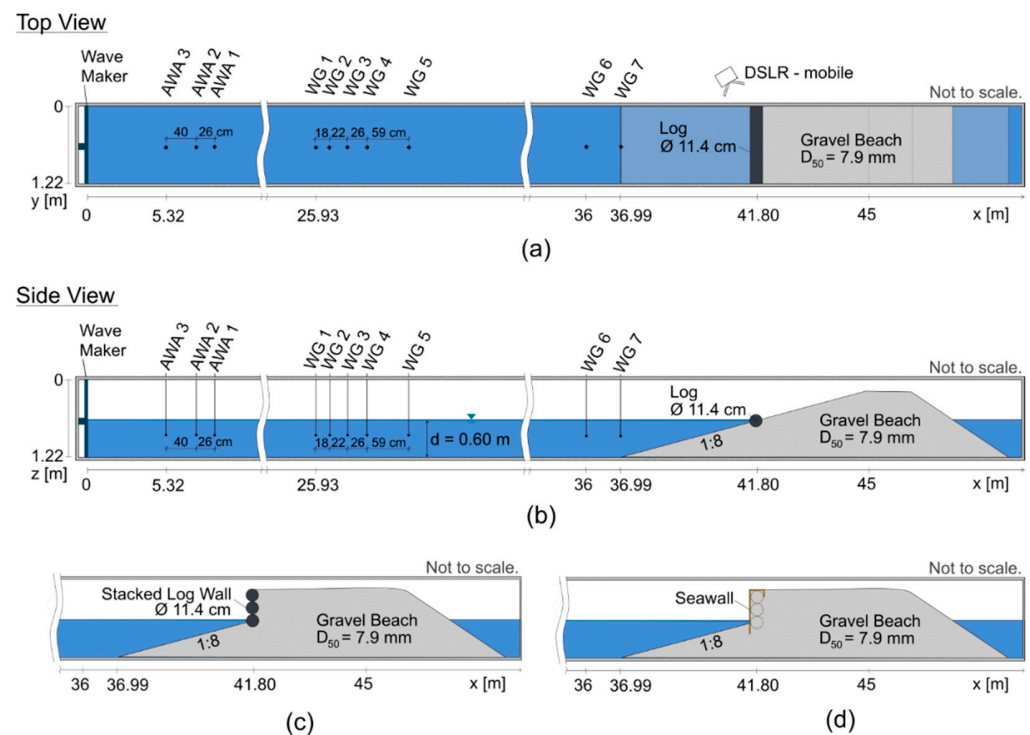 Top View
Wave
Maker
AWA 3
AWA 2
AWA 1
WG 1
WG 2
WG 3
WG 4
WG 5
WG 6
WG 7
DSLR - mobile
Not to scale.
0
40
26 cm
18
22
26
59 cm
Log
Ø 11.4 cm
Gravel Beach
D50 = 7.9 mm
1.22
y [m]
0
5.32
25.93
36
36.99
41.80
45
x [m]
(a)
Side View
Wave
Maker
AWA 3
AWA 2
AWA 1
WG 1
WG 2
WG 3
WG 4
WG 5
WG 6
WG 7
Not to scale.
0
Log
Ø 11.4 cm
40
26 cm
18
22
26
59 cm
d = 0.60 m
1:8
Gravel Beach
D50 = 7.9 mm
1.22
z [m]
0
5.32
25.93
36
36.99
41.80
45
x [m]
(b)
Not to scale.
Stacked Log Wall
Ø 11.4 cm
1:8
Gravel Beach
D50 = 7.9 mm
36
36.99
41.80
45
x [m]
(c)
Not to scale.
Seawall
1:8
Gravel Beach
D50 = 7.9 mm
36
36.99
41.80
45
x [m]
(d)